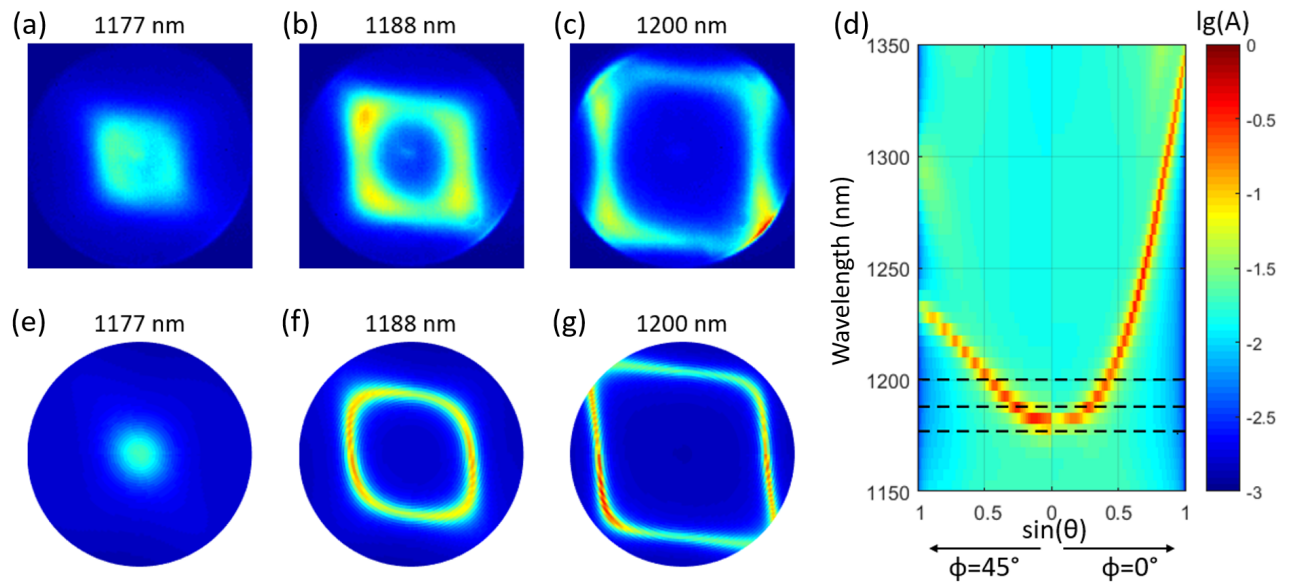 (a) 1177 nm
(b) 1188 nm
(c) 1200 nm
(d)
lg(A)
(e) 1177 nm
(f) 1188 nm
(g) 1200 nm
Wavelength (nm)
1350
1300
1250
1200
1150
1 0.5 0 0.5 1
sin(θ)
ϕ=45° ϕ=0°
0
-0.5
-1
-1.5
-2
-2.5
-3